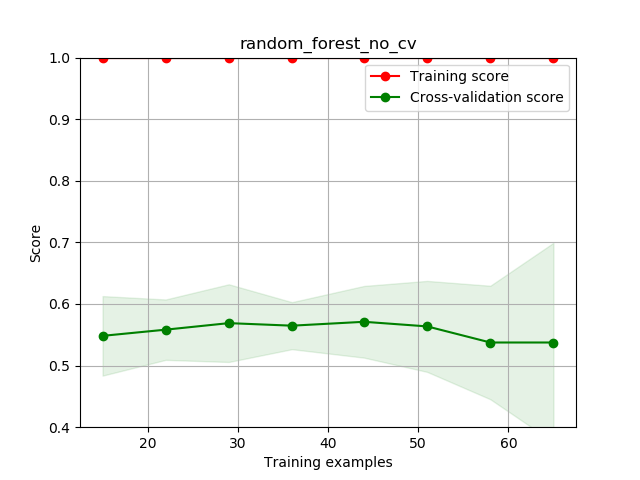 random_forest_no_cv
1.0
0.9
0.8
0.7
0.6
0.5
0.4
Score
Training score
Cross-validation score
20 30 40 50 60
Training examples